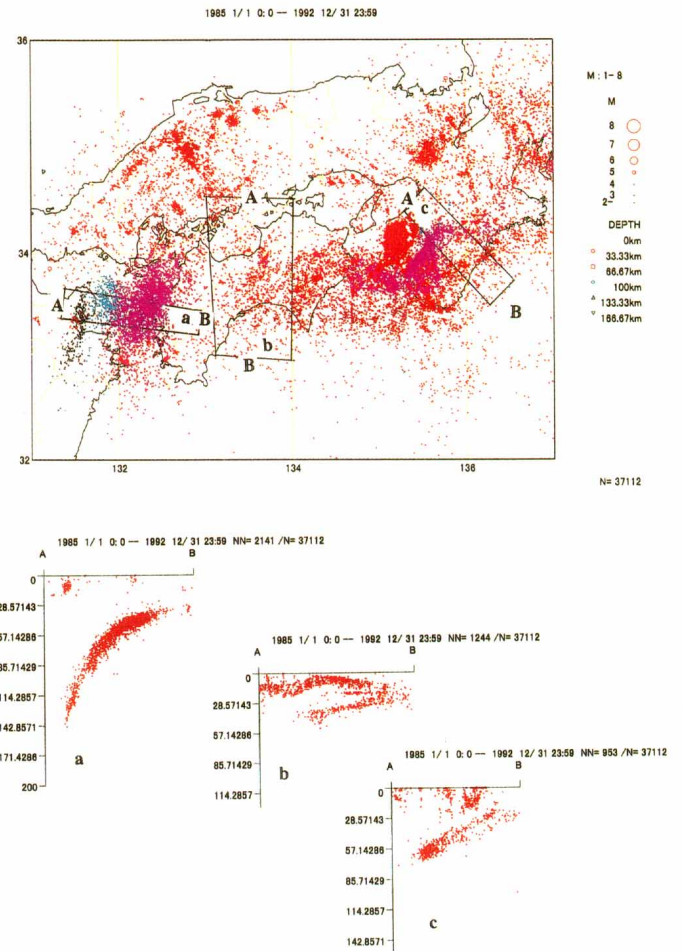 1985 1/ 1 0: 0 -- 1992 12/ 31 23:59
36
34
32
132
134
136
A
A
c
A
a B
b
B
B
M : 1- 8
M
8
7
6
5
4
3
2-
DEPTH
0km
33.33km
66.67km
100km
133.33km
166.67km
N= 37112
1985 1/ 1 0: 0 -- 1992 12/ 31 23:59 NN= 2141 /N= 37112
A B
0
28.57143
57.14286
85.71429
114.2857
142.8571
171.4286
200
a
1985 1/ 1 0: 0 -- 1992 12/ 31 23:59 NN= 1244 /N= 37112
A B
0
28.57143
57.14286
85.71429
114.2857
b
1985 1/ 1 0: 0 -- 1992 12/ 31 23:59 NN= 953 /N= 37112
A B
0
28.57143
57.14286
85.71429
114.2857
142.8571
c